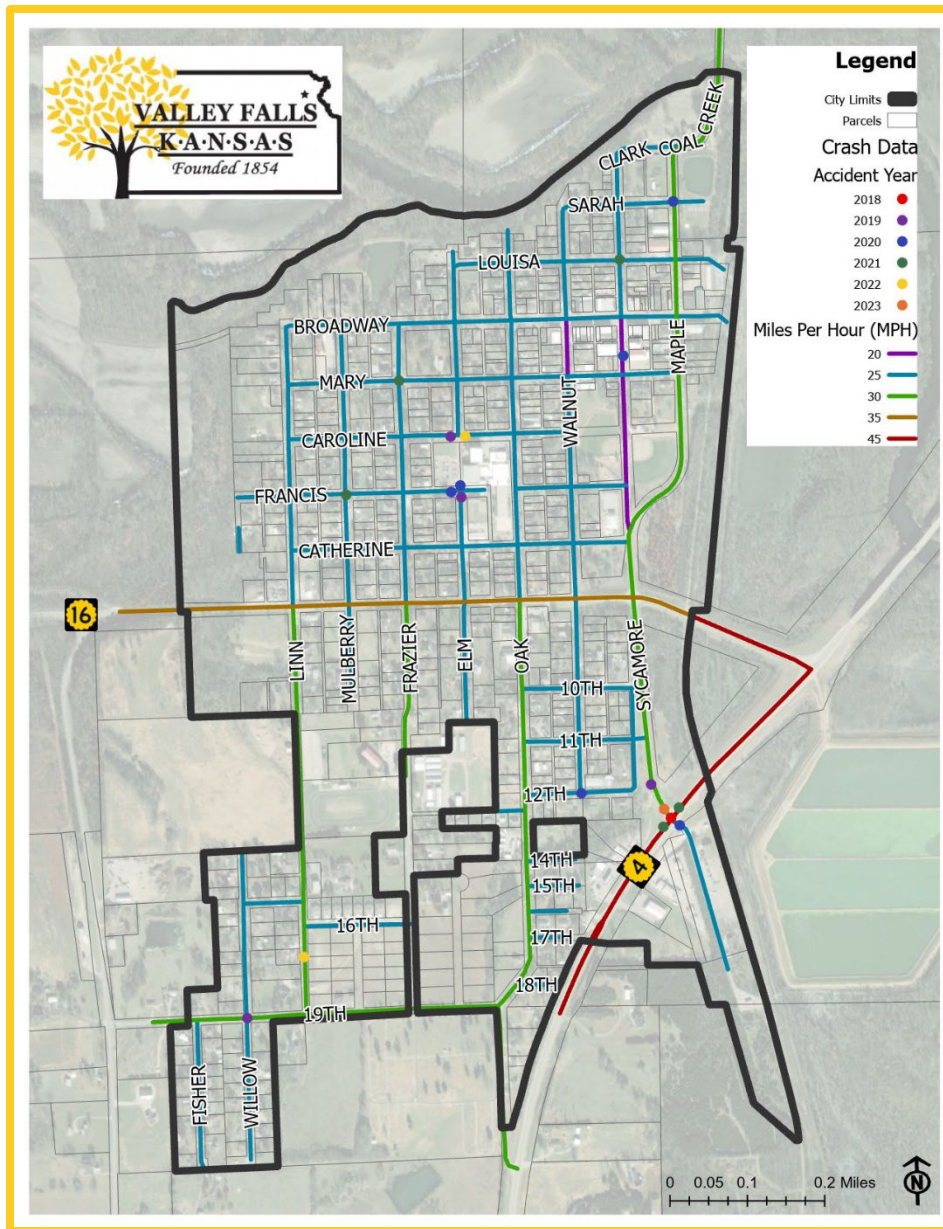 VALLEY FALLS
K·A·N·S·A·S
Founded 1854
Legend
City Limits
Parcels
Crash Data
Accident Year
2018
2019
2020
2021
2022
2023
Miles Per Hour (MPH)
20
25
30
35
45
COAL CREEK
CLARK
SARAH
LOUISA
BROADWAY
MARY
MAPLE
WALNUT
CAROLINE
FRANCIS
CATHERINE
16
LINN
MULBERRY
FRAZIER
ELM
OAK
SYCAMORE
10TH
11TH
12TH
14TH
4
15TH
16TH
17TH
18TH
19TH
FISHER
WILLOW
0 0.05 0.1 0.2 Miles
N